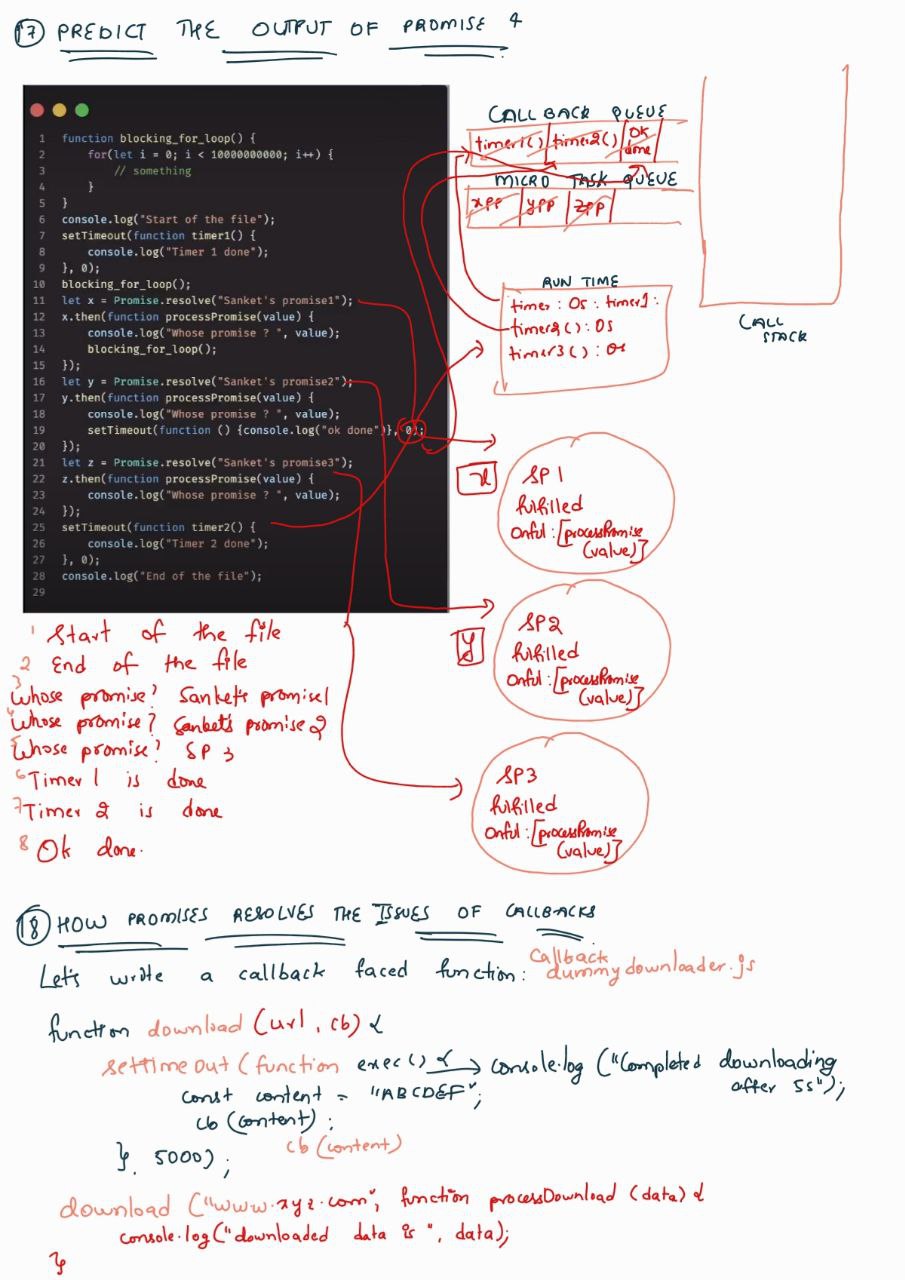 17 PREDICT THE OUTPUT OF PROMISE 4
1 function blocking_for_loop() {
2 for(let i = 0; i < 10000000000; i++) {
3 // something
4 }
5 }
6 console.log("Start of the file");
7 setTimeout(function timer1() {
8 console.log("Timer 1 done");
9 }, 0);
10 blocking_for_loop();
11 let x = Promise.resolve("Sanket's promise1");
12 x.then(function processPromise(value) {
13 console.log("Whose promise ? ", value);
14 blocking_for_loop();
15 });
16 let y = Promise.resolve("Sanket's promise2");
17 y.then(function processPromise(value) {
18 console.log("Whose promise ? ", value);
19 setTimeout(function () {console.log("ok done")}, 0);
20 });
21 let z = Promise.resolve("Sanket's promise3");
22 z.then(function processPromise(value) {
23 console.log("Whose promise ? ", value);
24 });
25 setTimeout(function timer2() {
26 console.log("Timer 2 done");
27 }, 0);
28 console.log("End of the file");
29
CALL BACK QUEUE
timer1() timer2() Ok
done
MICRO TASK QUEUE
xpp ypp zpp
RUN TIME
timer : 0s : timer1 :
timer2() : 0s
timer3() : 0s
CALL
STACK
x
SP1
fulfilled
Onful : [processPromise
(value)]
y
SP2
fulfilled
Onful : [processPromise
(value)]
SP3
fulfilled
Onful : [processPromise
(value)]
1 Start of the file
2 End of the file
3 Whose promise? Sanket's promise1
4 Whose promise? Sanket's promise 2
5 Whose promise? SP 3
6 Timer 1 is done
7 Timer 2 is done
8 Ok done.
18 HOW PROMISES RESOLVES THE ISSUES OF CALLBACKS
Let's write a callback faced function: Callback
dummydownloader.js
function download (url, cb) {
settimeout (function exec() { console.log ("Completed downloading
after 5s");
const content = "ABCDEF";
cb (content);
cb (content)
}, 5000);
download ("www.xyz.com", function processDownload (data) {
console.log("downloaded data is ", data);
}